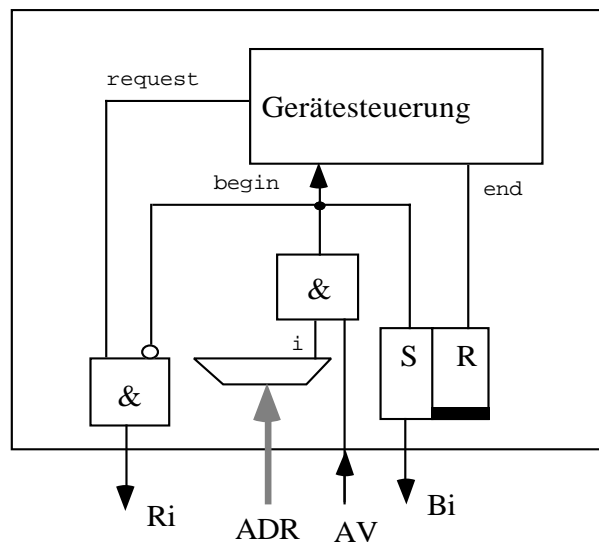 request
Gerätesteuerung
begin
end
&
i
S R
&
Ri
ADR
AV
Bi